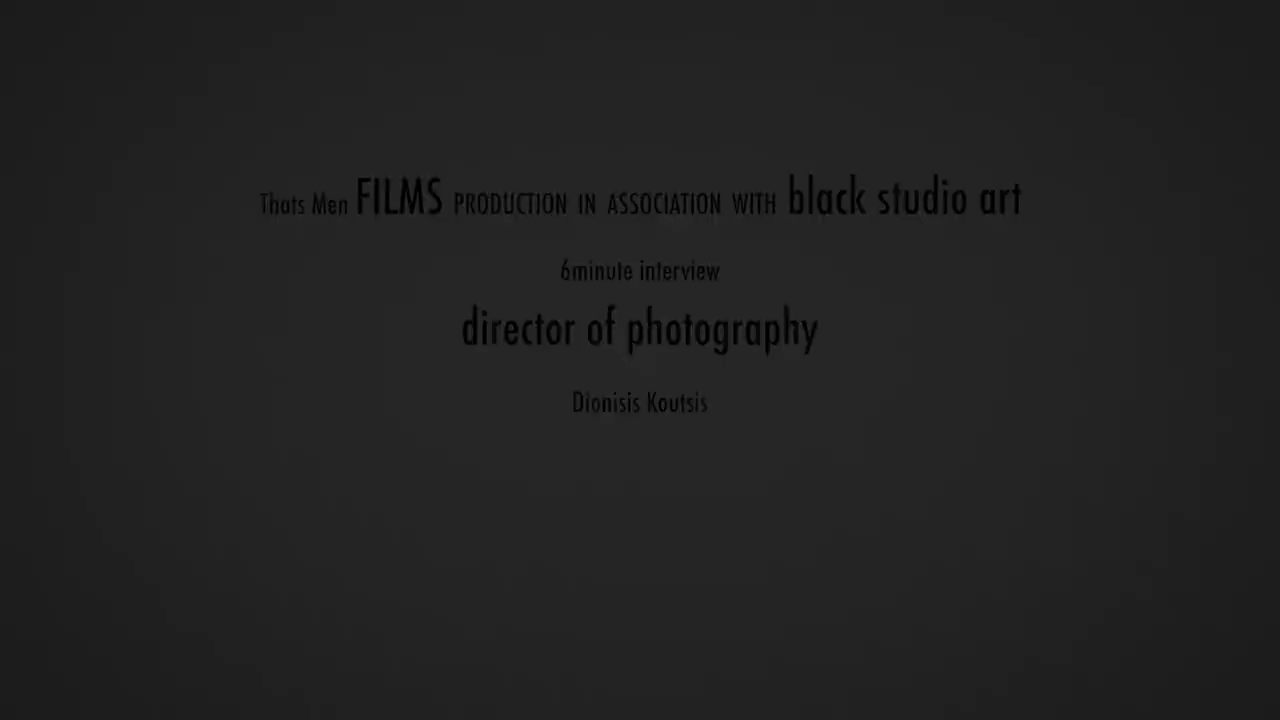 Thats Men FILMS PRODUCTION IN ASSOCIATION WITH black studio art
6minute interview
director of photography
Dionisis Koutsis